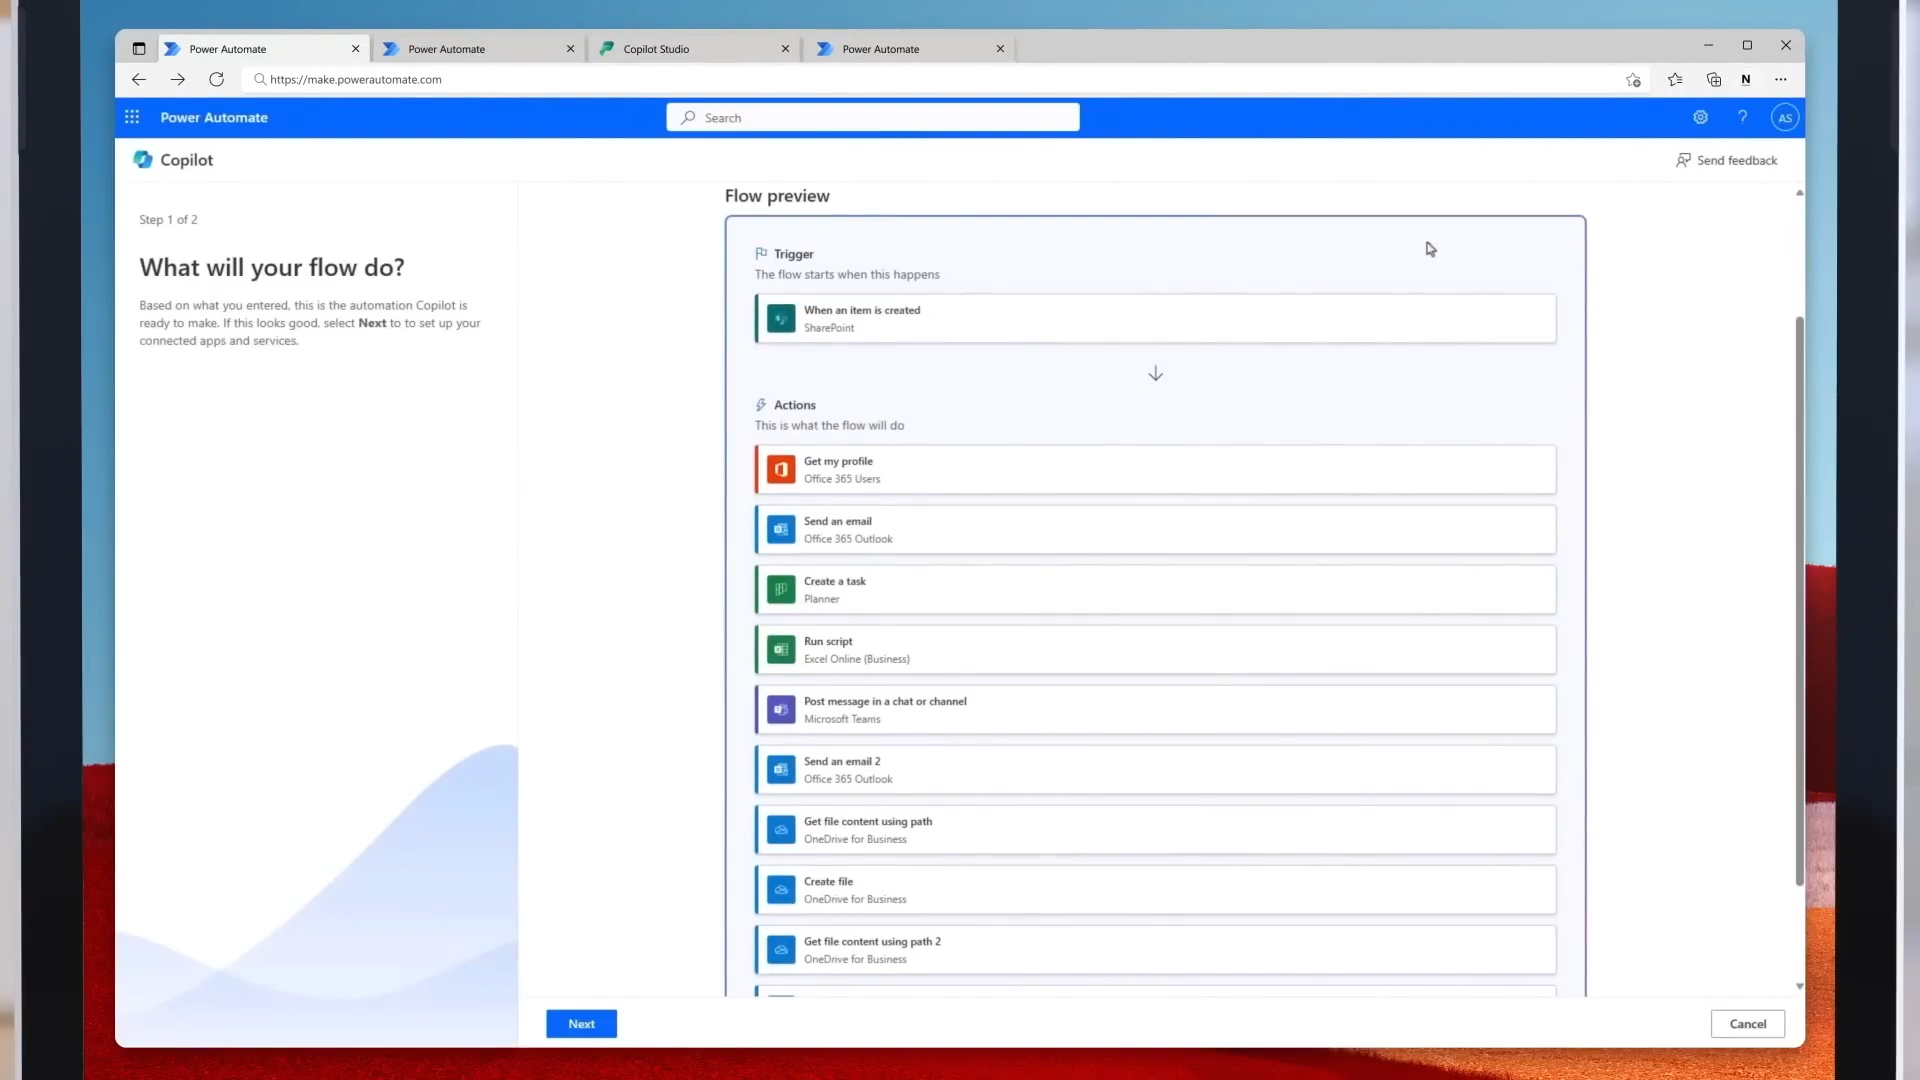 Power Automate
Power Automate
Copilot Studio
Power Automate
https://make.powerautomate.com
N
Power Automate
Search
?
AS
Copilot
Send feedback
Step 1 of 2
What will your flow do?
Based on what you entered, this is the automation Copilot is
ready to make. If this looks good, select Next to to set up your
connected apps and services.
Flow preview
Trigger
The flow starts when this happens
When an item is created
SharePoint
Actions
This is what the flow will do
Get my profile
Office 365 Users
Send an email
Office 365 Outlook
Create a task
Planner
Run script
Excel Online (Business)
Post message in a chat or channel
Microsoft Teams
Send an email 2
Office 365 Outlook
Get file content using path
OneDrive for Business
Create file
OneDrive for Business
Get file content using path 2
OneDrive for Business
Next
Cancel